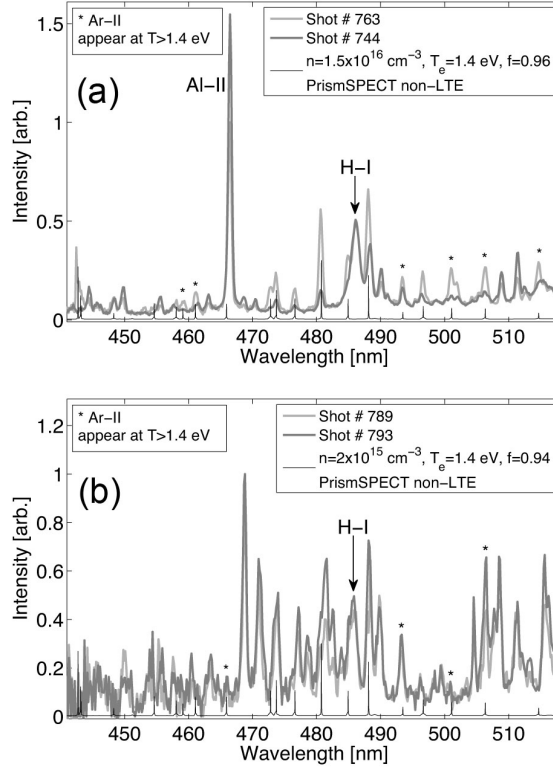 * Ar-II
appear at T>1.4 eV
Shot # 763
Shot # 744
n=1.5x10^16 cm^-3, T_e=1.4 eV, f=0.96
PrismSPECT non-LTE
(a)
Al-II
H-I
* * * * * * *
Intensity [arb.]
1.5
1
0.5
0
450 460 470 480 490 500 510
Wavelength [nm]
* Ar-II
appear at T>1.4 eV
Shot # 789
Shot # 793
n=2x10^15 cm^-3, T_e=1.4 eV, f=0.94
PrismSPECT non-LTE
(b)
H-I
* * * *
Intensity [arb.]
1.2
1
0.8
0.6
0.4
0.2
0
450 460 470 480 490 500 510
Wavelength [nm]